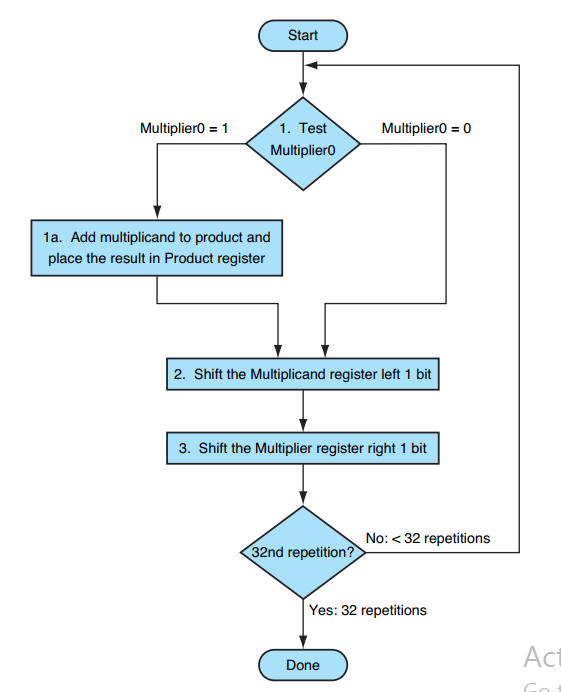 Start
Multiplier0 = 1
1. Test
Multiplier0
Multiplier0 = 0
1a. Add multiplicand to product and
place the result in Product register
2. Shift the Multiplicand register left 1 bit
3. Shift the Multiplier register right 1 bit
32nd repetition?
No: < 32 repetitions
Yes: 32 repetitions
Done